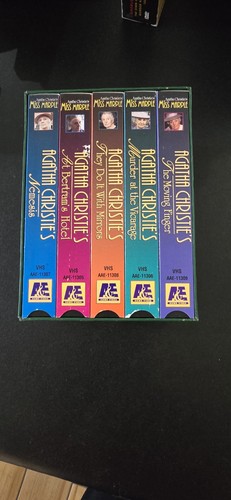 Agatha Christie's
MISS MARPLE
AGATHA CHRISTIE'S
Nemesis
VHS
A&E
Agatha Christie's
MISS MARPLE
AGATHA CHRISTIE'S
At Bertram's Hotel
VHS
A&E
Agatha Christie's
MISS MARPLE
AGATHA CHRISTIE'S
They Do It With Mirrors
VHS
A&E
Agatha Christie's
MISS MARPLE
AGATHA CHRISTIE'S
Murder at the Vicarage
VHS
A&E
Agatha Christie's
MISS MARPLE
AGATHA CHRISTIE'S
The Moving Finger
VHS
A&E